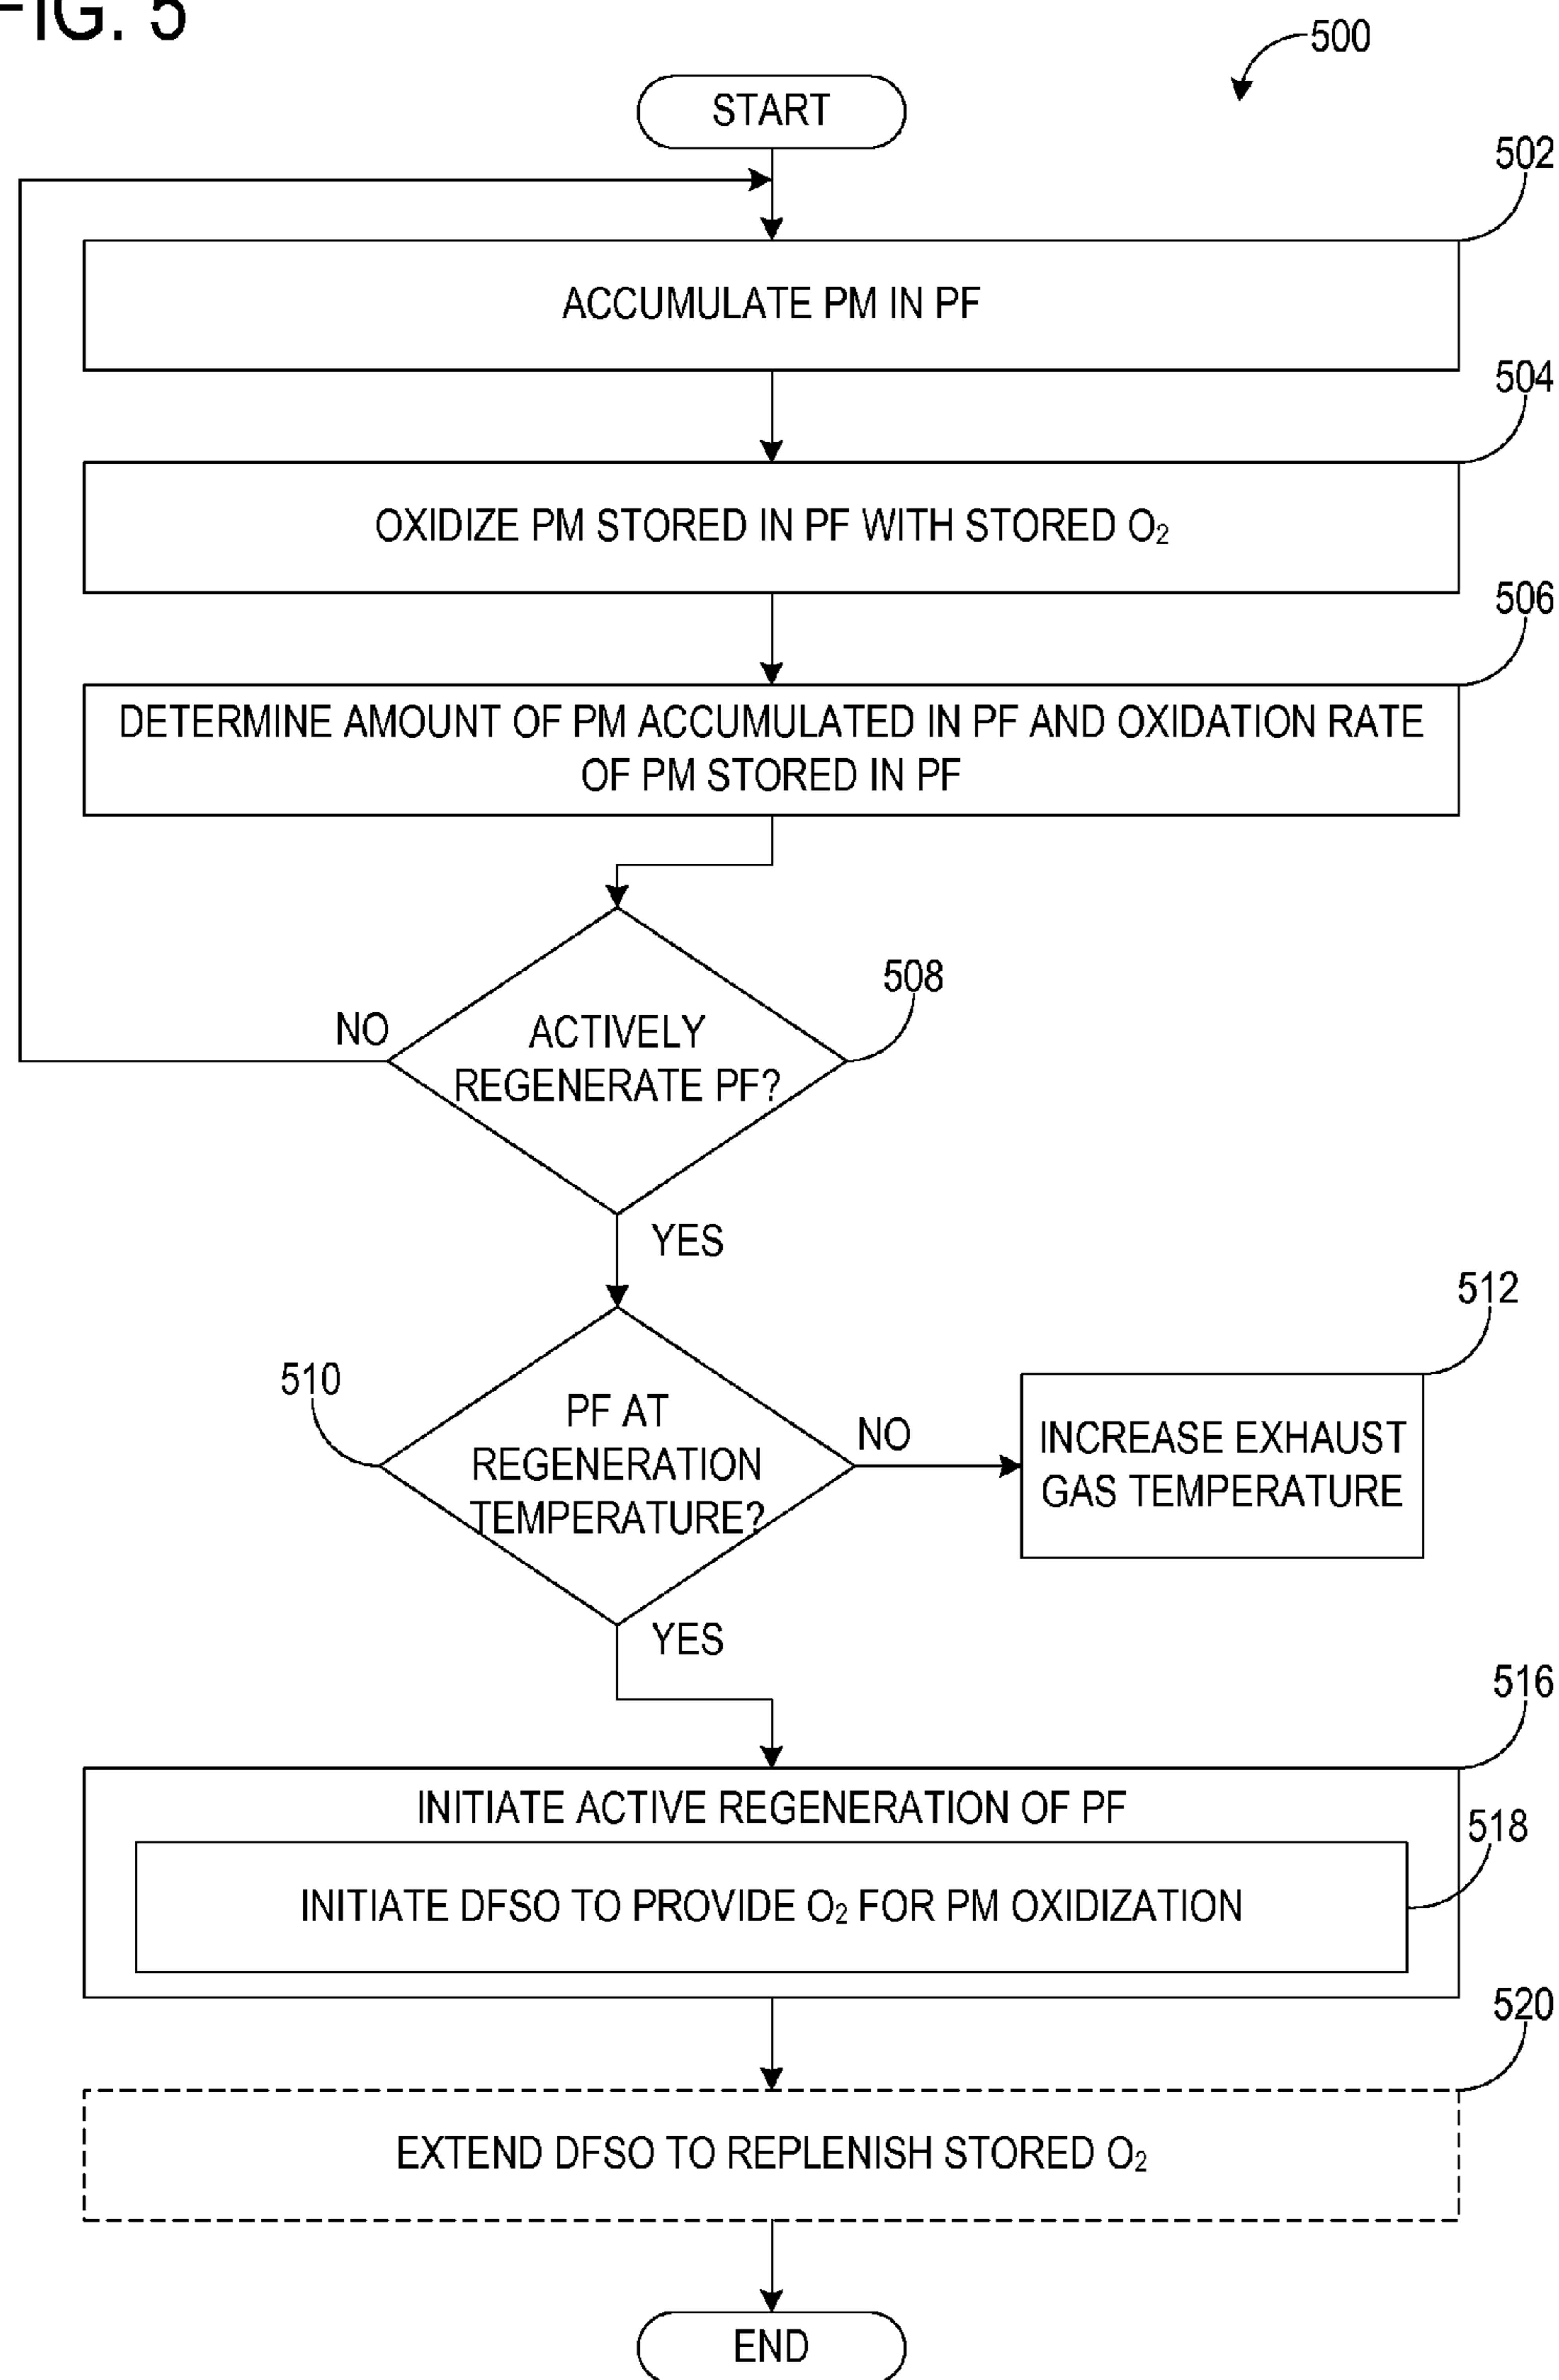 FIG. 5
500
START
502
ACCUMULATE PM IN PF
504
OXIDIZE PM STORED IN PF WITH STORED O₂
506
DETERMINE AMOUNT OF PM ACCUMULATED IN PF AND OXIDATION RATE
OF PM STORED IN PF
508
NO
ACTIVELY
REGENERATE PF?
YES
512
510
PF AT
REGENERATION
TEMPERATURE?
NO
INCREASE EXHAUST
GAS TEMPERATURE
YES
516
INITIATE ACTIVE REGENERATION OF PF
518
INITIATE DFSO TO PROVIDE O₂ FOR PM OXIDIZATION
520
EXTEND DFSO TO REPLENISH STORED O₂
END